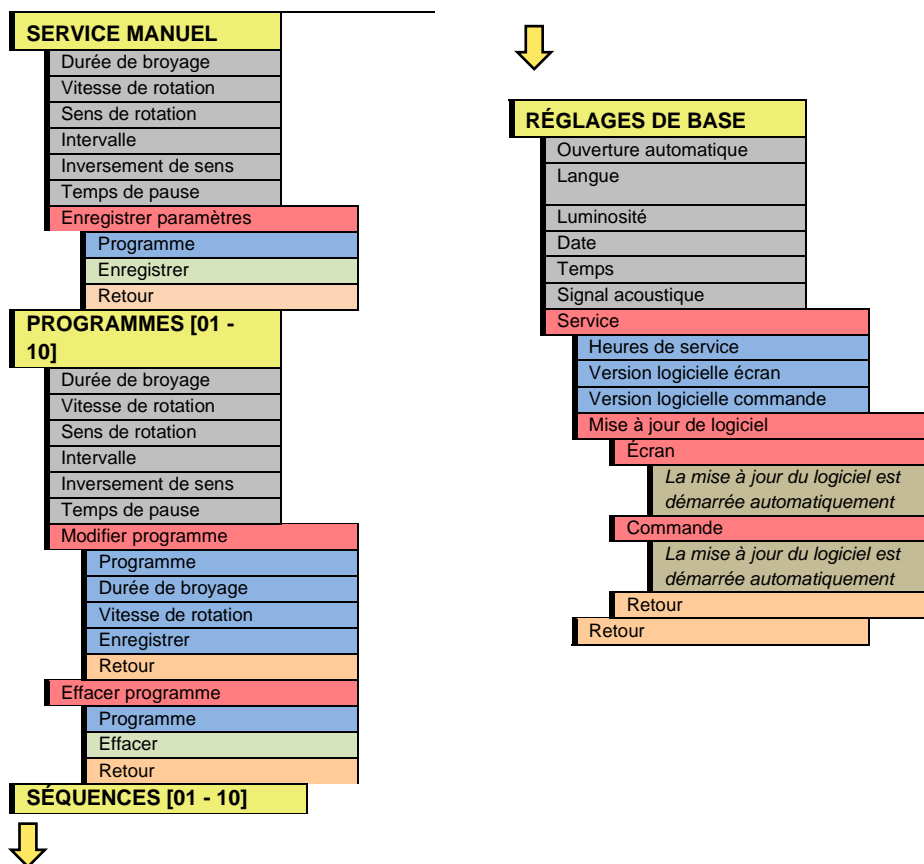 SERVICE MANUEL
Durée de broyage
Vitesse de rotation
Sens de rotation
Intervalle
Inversement de sens
Temps de pause
Enregistrer paramètres
Programme
Enregistrer
Retour
PROGRAMMES [01 -
10]
Durée de broyage
Vitesse de rotation
Sens de rotation
Intervalle
Inversement de sens
Temps de pause
Modifier programme
Programme
Durée de broyage
Vitesse de rotation
Enregistrer
Retour
Effacer programme
Programme
Effacer
Retour
SÉQUENCES [01 - 10]
RÉGLAGES DE BASE
Ouverture automatique
Langue
Luminosité
Date
Temps
Signal acoustique
Service
Heures de service
Version logicielle écran
Version logicielle commande
Mise à jour de logiciel
Écran
La mise à jour du logiciel est
démarrée automatiquement
Commande
La mise à jour du logiciel est
démarrée automatiquement
Retour
Retour